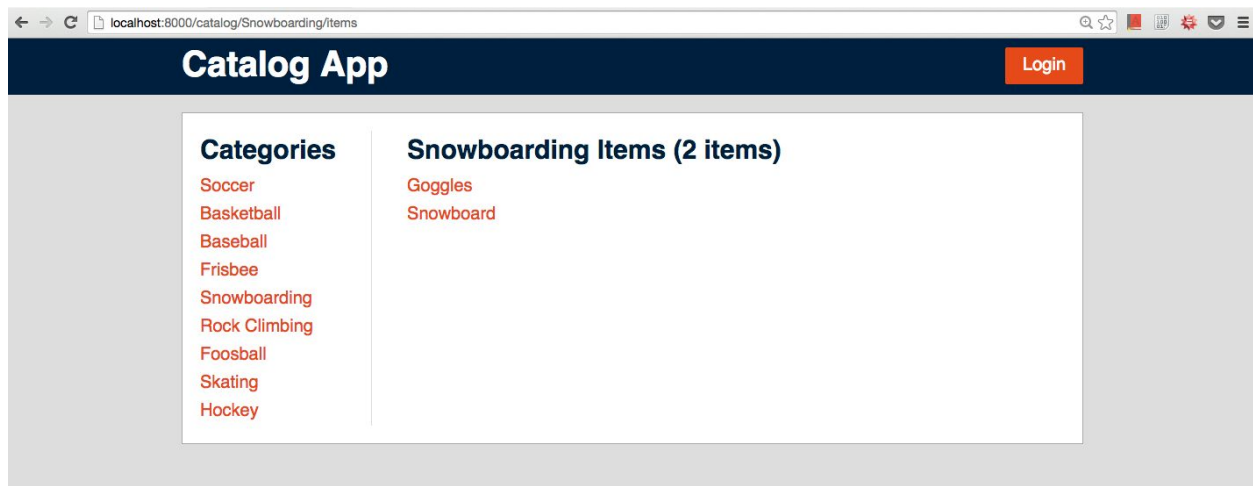 localhost:8000/catalog/Snowboarding/items
Catalog App
Login
Categories
Soccer
Basketball
Baseball
Frisbee
Snowboarding
Rock Climbing
Foosball
Skating
Hockey
Snowboarding Items (2 items)
Goggles
Snowboard